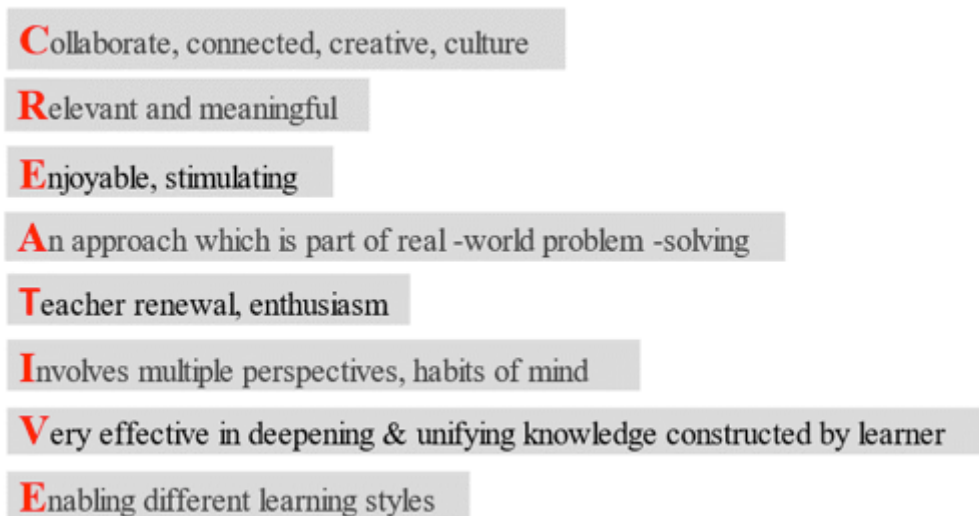 Collaborate, connected, creative, culture
Relevant and meaningful
Enjoyable, stimulating
An approach which is part of real -world problem -solving
Teacher renewal, enthusiasm
Involves multiple perspectives, habits of mind
Very effective in deepening & unifying knowledge constructed by learner
Enabling different learning styles